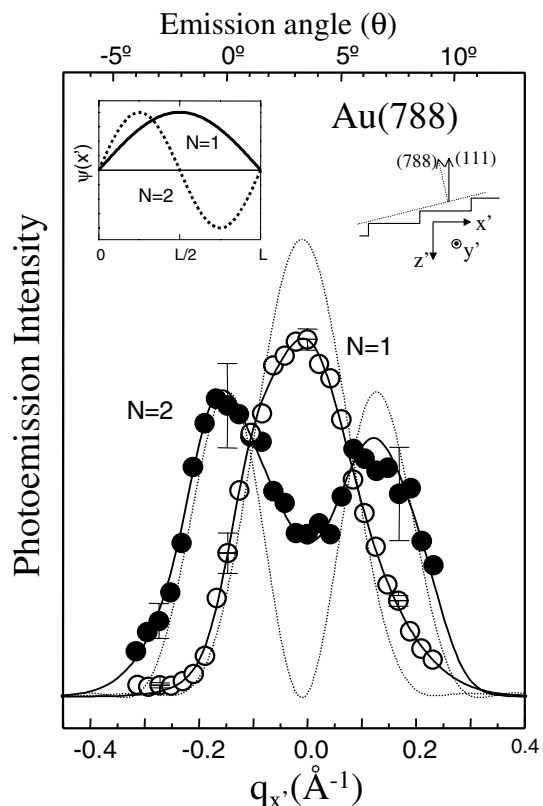 Emission angle (θ)
-5º 0º 5º 10º
Au(788)
ψ(x')
N=1
N=2
0 L/2 L
(788) (111)
x'
z' y'
N=1
N=2
Photoemission Intensity
-0.4 -0.2 0.0 0.2 0.4
qx'(Å-1)